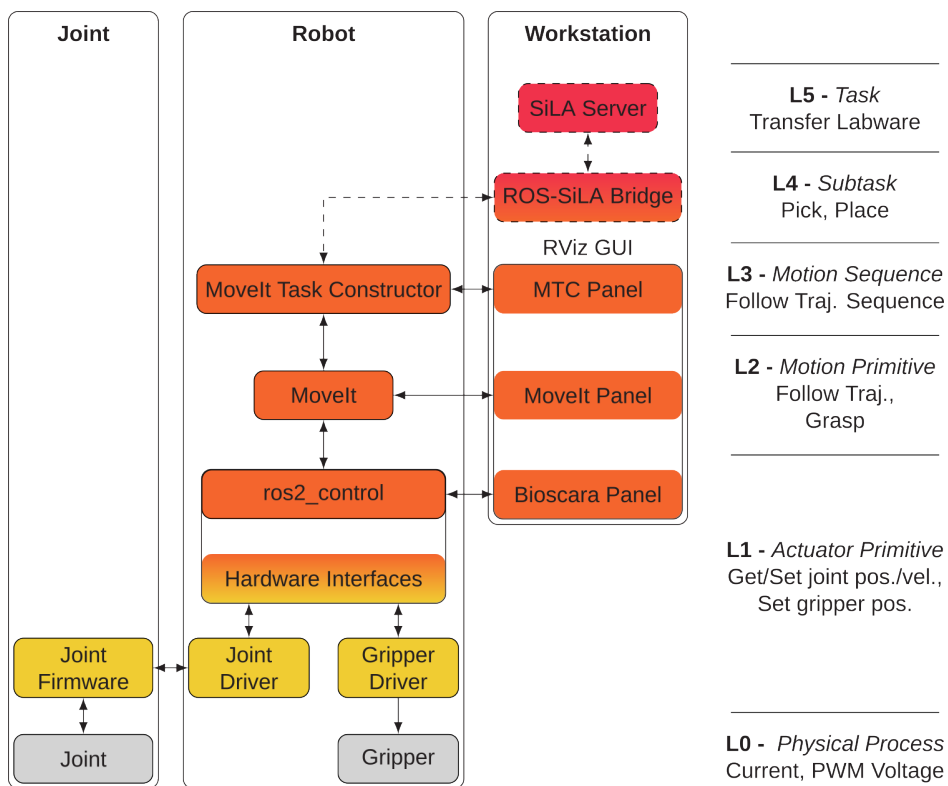 Joint
Robot
Workstation
SiLA Server
L5 - Task
Transfer Labware
ROS-SiLA Bridge
L4 - Subtask
Pick, Place
RViz GUI
MoveIt Task Constructor
MTC Panel
L3 - Motion Sequence
Follow Traj. Sequence
MoveIt
MoveIt Panel
L2 - Motion Primitive
Follow Traj.,
Grasp
ros2_control
Bioscara Panel
Hardware Interfaces
L1 - Actuator Primitive
Get/Set joint pos./vel.,
Set gripper pos.
Joint
Firmware
Joint
Driver
Gripper
Driver
Joint
Gripper
L0 - Physical Process
Current, PWM Voltage